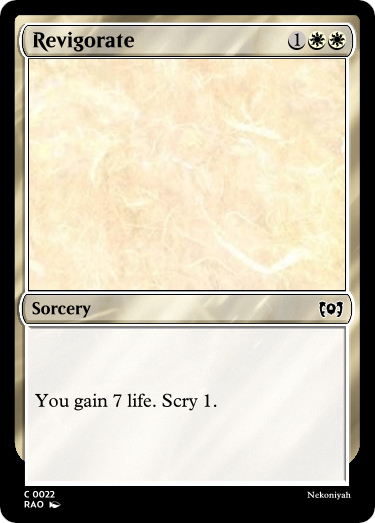 Revigorate 1
Sorcery
You gain 7 life. Scry 1.
C 0022
RAO
Nekoniyah